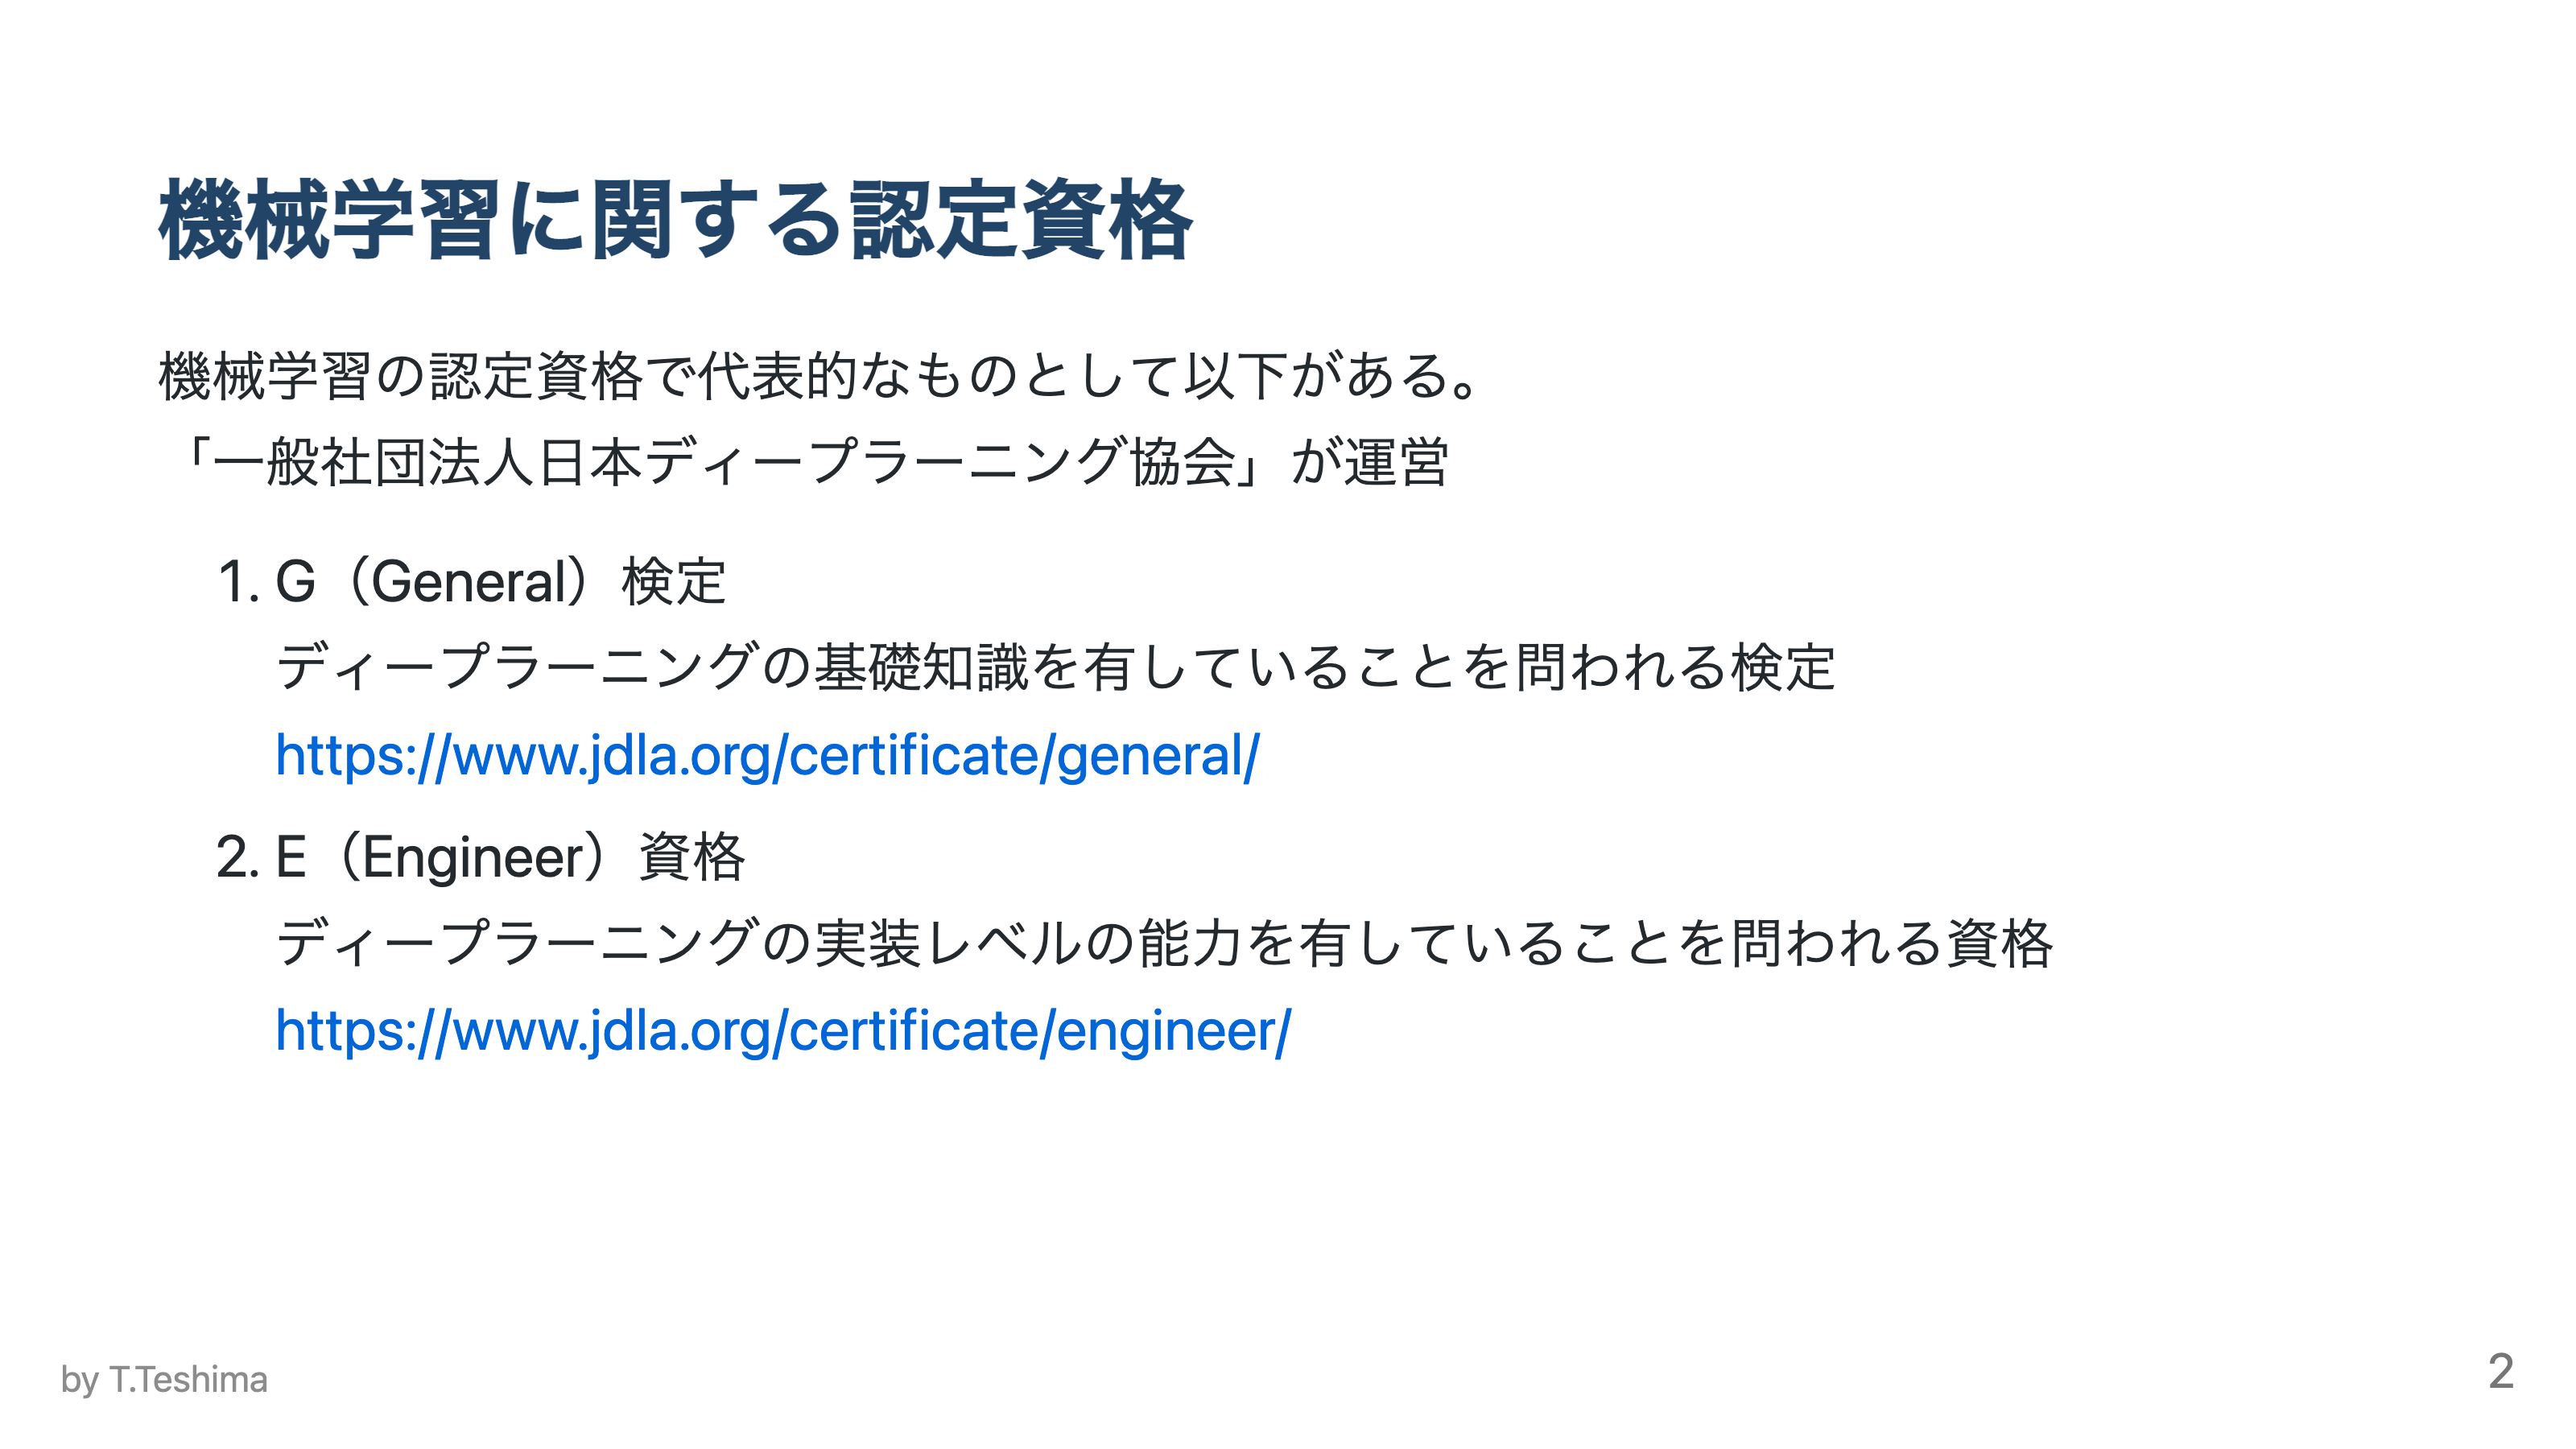 機械学習に関する認定資格
機械学習の認定資格で代表的なものとして以下がある。
「一般社団法人日本ディープラーニング協会」が運営
1. G（General）検定
ディープラーニングの基礎知識を有していることを問われる検定
https://www.jdla.org/certificate/general/
2. E（Engineer）資格
ディープラーニングの実装レベルの能力を有していることを問われる資格
https://www.jdla.org/certificate/engineer/
by T.Teshima
2